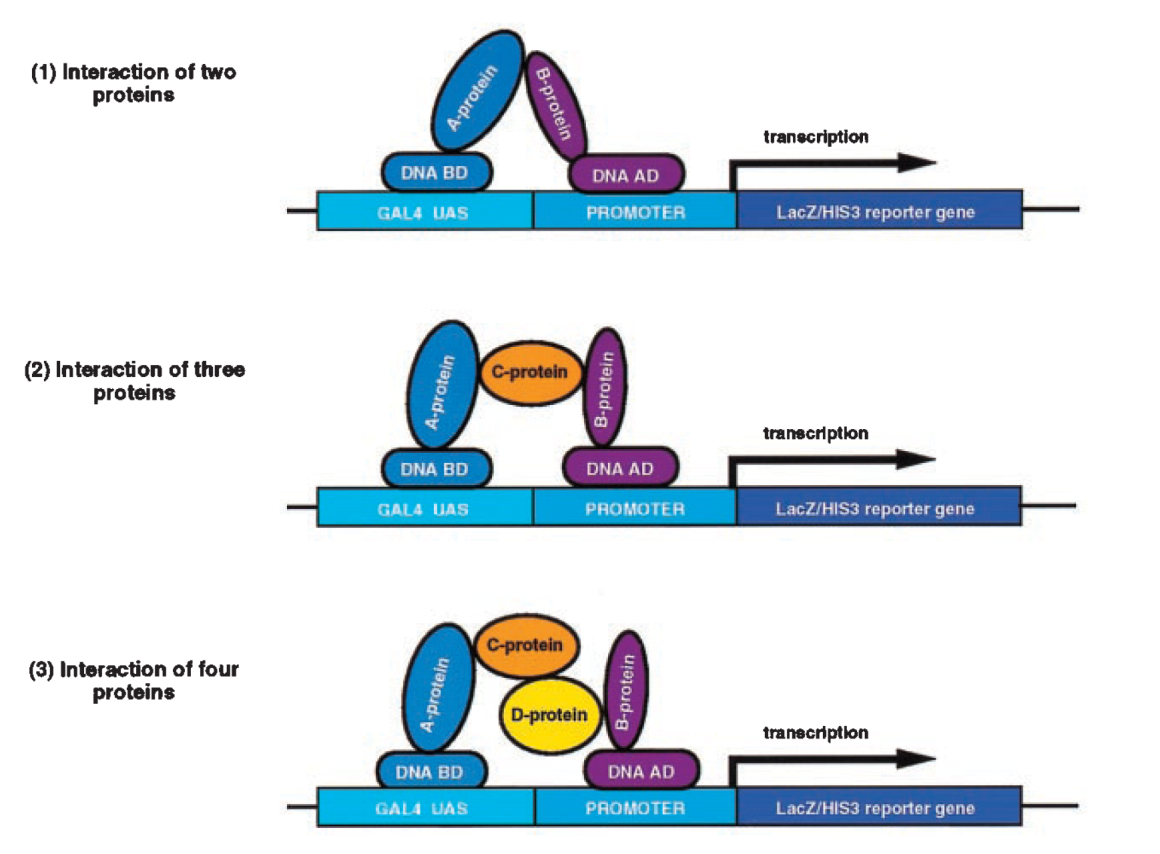 (1) Interaction of two
proteins
A-protein
B-protein
transcription
DNA BD
DNA AD
GAL4 UAS
PROMOTER
LacZ/HIS3 reporter gene
(2) Interaction of three
proteins
A-protein
C-protein
B-protein
transcription
DNA BD
DNA AD
GAL4 UAS
PROMOTER
LacZ/HIS3 reporter gene
(3) Interaction of four
proteins
A-protein
C-protein
D-protein
B-protein
transcription
DNA BD
DNA AD
GAL4 UAS
PROMOTER
LacZ/HIS3 reporter gene